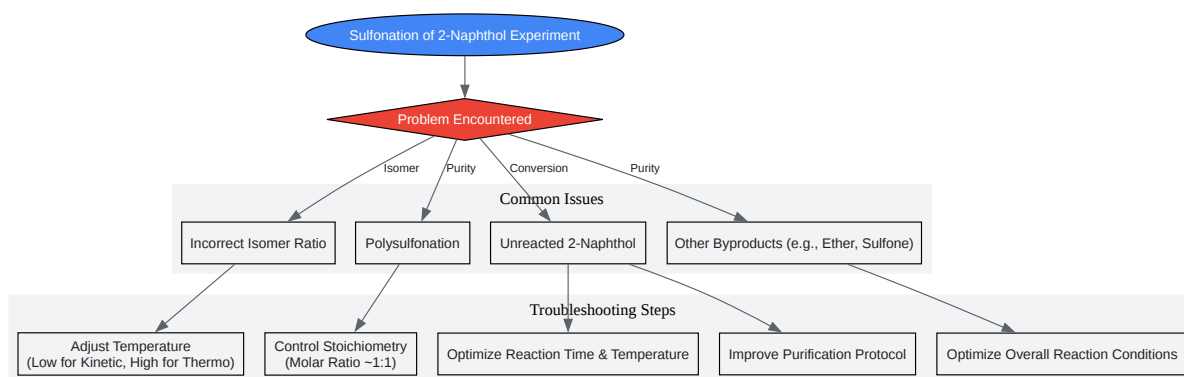 Sulfonation of 2-Naphthol Experiment
Problem Encountered
Isomer
Purity
Conversion
Purity
Common Issues
Incorrect Isomer Ratio
Polysulfonation
Unreacted 2-Naphthol
Other Byproducts (e.g., Ether, Sulfone)
Troubleshooting Steps
Adjust Temperature
(Low for Kinetic, High for Thermo)
Control Stoichiometry
(Molar Ratio ~1:1)
Optimize Reaction Time & Temperature
Improve Purification Protocol
Optimize Overall Reaction Conditions